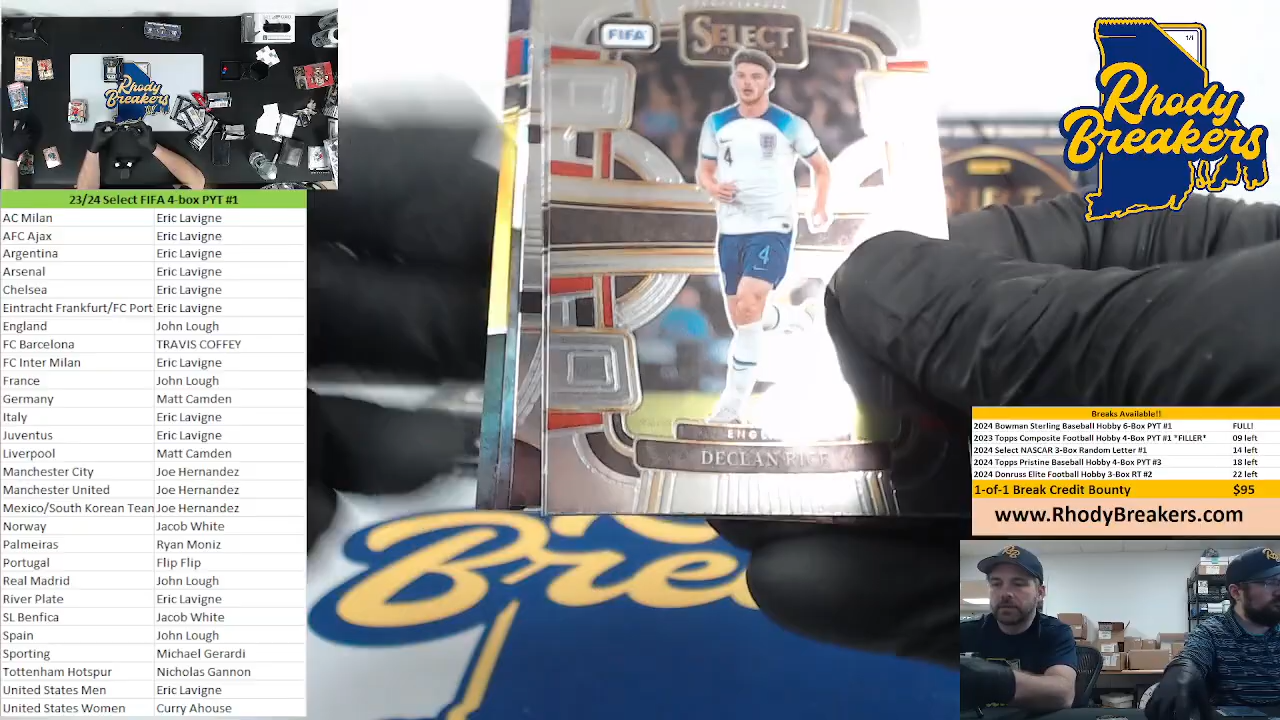 Rhody
Breakers
23/24 Select FIFA 4-box PYT #1
AC Milan Eric Lavigne
AFC Ajax Eric Lavigne
Argentina Eric Lavigne
Arsenal Eric Lavigne
Chelsea Eric Lavigne
Eintracht Frankfurt/FC Port Eric Lavigne
England John Lough
FC Barcelona TRAVIS COFFEY
FC Inter Milan Eric Lavigne
France John Lough
Germany Matt Camden
Italy Eric Lavigne
Juventus Eric Lavigne
Liverpool Matt Camden
Manchester City Joe Hernandez
Manchester United Joe Hernandez
Mexico/South Korean Team Joe Hernandez
Norway Jacob White
Palmeiras Ryan Moniz
Portugal Flip Flip
Real Madrid John Lough
River Plate Eric Lavigne
SL Benfica Jacob White
Spain John Lough
Sporting Michael Gerardi
Tottenham Hotspur Nicholas Gannon
United States Men Eric Lavigne
United States Women Curry Ahouse
FIFA
SELECT
4
4
DECLAN RICE
Bre
1/1
Rhody
Breakers
Breaks Available!!
2024 Bowman Sterling Baseball Hobby 6-Box PYT #1 FULL!
2023 Topps Composite Football Hobby 4-Box PYT #1 *FILLER* 09 left
2024 Select NASCAR 3-Box Random Letter #1 14 left
2024 Topps Pristine Baseball Hobby 4-Box PYT #3 18 left
2024 Donruss Elite Football Hobby 3-Box RT #2 22 left
1-of-1 Break Credit Bounty $95
www.RhodyBreakers.com